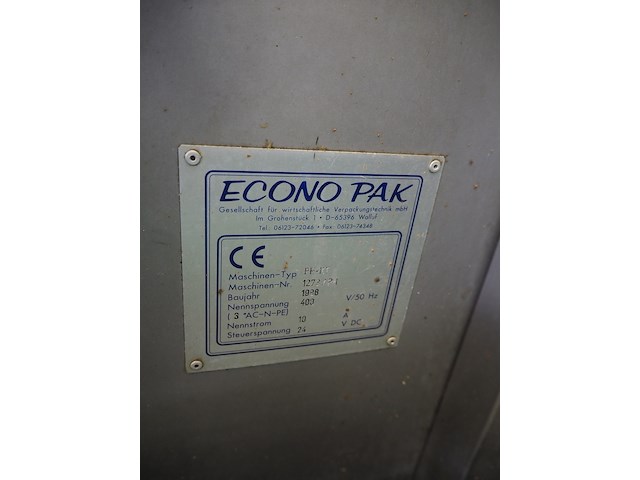 ECONO PAK
Gesellschaft für wirtschaftliche Verpackungstechnik mbH
Im Grohenstück 1 • D-65396 Walluf
Tel. 06123-72046 • Fax 06123-74348
CE
Maschinen-Typ
Maschinen-Nr.
Baujahr 1998
Nennspannung 400 V/50 Hz
( 3 *AC-N-PE)
Nennstrom 10 A
Steuerspannung 24 V DC